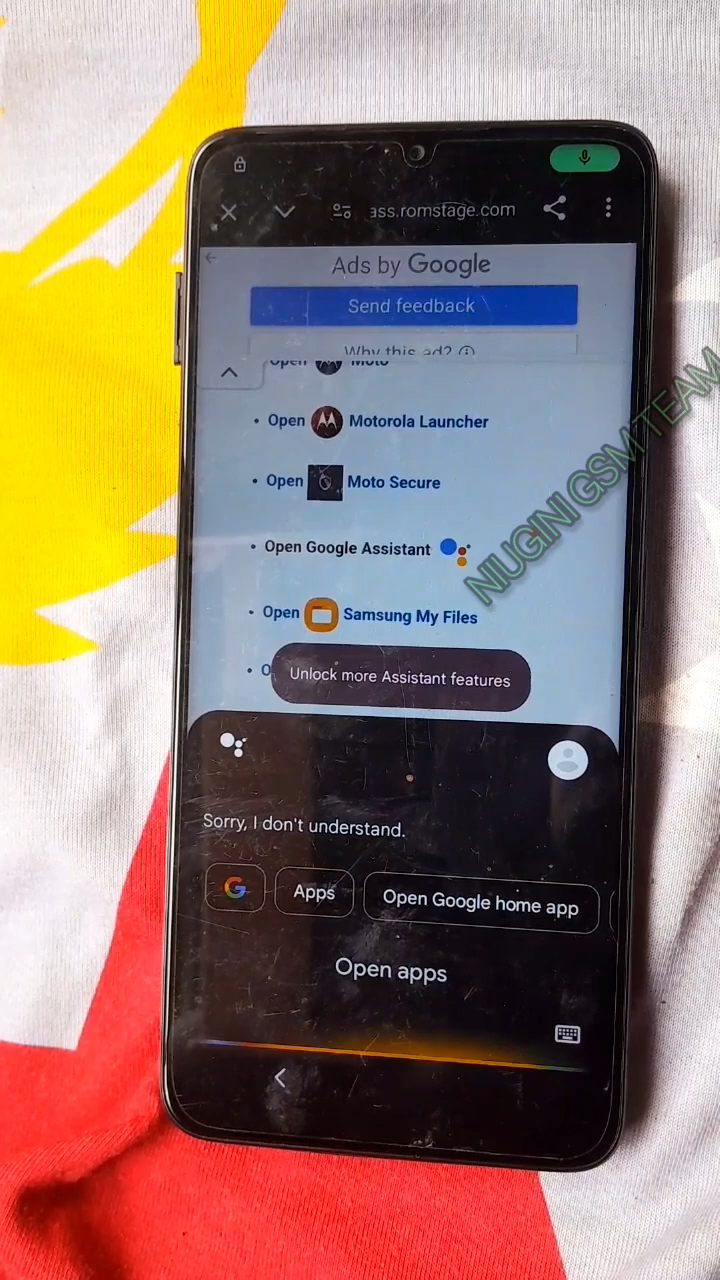 ass.romstage.com
Ads by Google
Send feedback
Why this ad?
Open Moto
• Open Motorola Launcher
• Open Moto Secure
• Open Google Assistant
• Open Samsung My Files
• O
Unlock more Assistant features
Sorry, I don't understand.
G Apps Open Google home app
Open apps
NIUGINI GSM TEAM